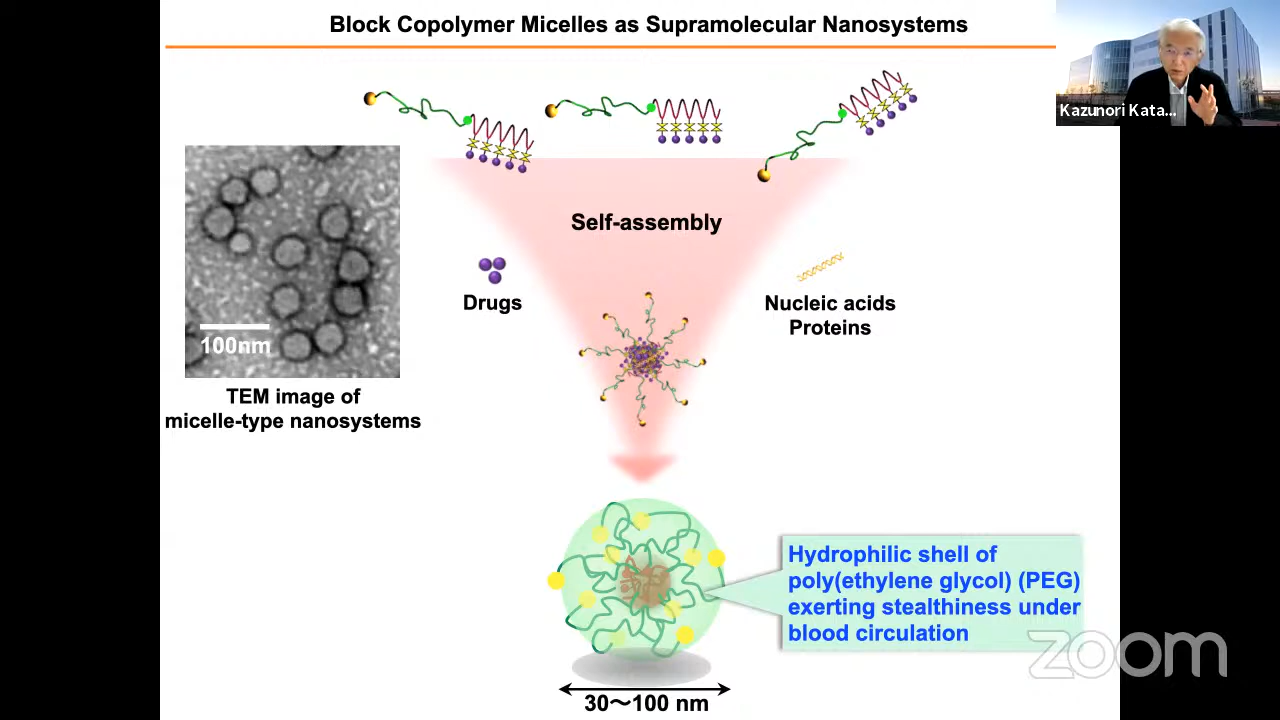 Block Copolymer Micelles as Supramolecular Nanosystems
Kazunori Kata...
Self-assembly
Drugs
Nucleic acids
Proteins
100nm
TEM image of
micelle-type nanosystems
Hydrophilic shell of
poly(ethylene glycol) (PEG)
exerting stealthiness under
blood circulation
zoom
30〜100 nm